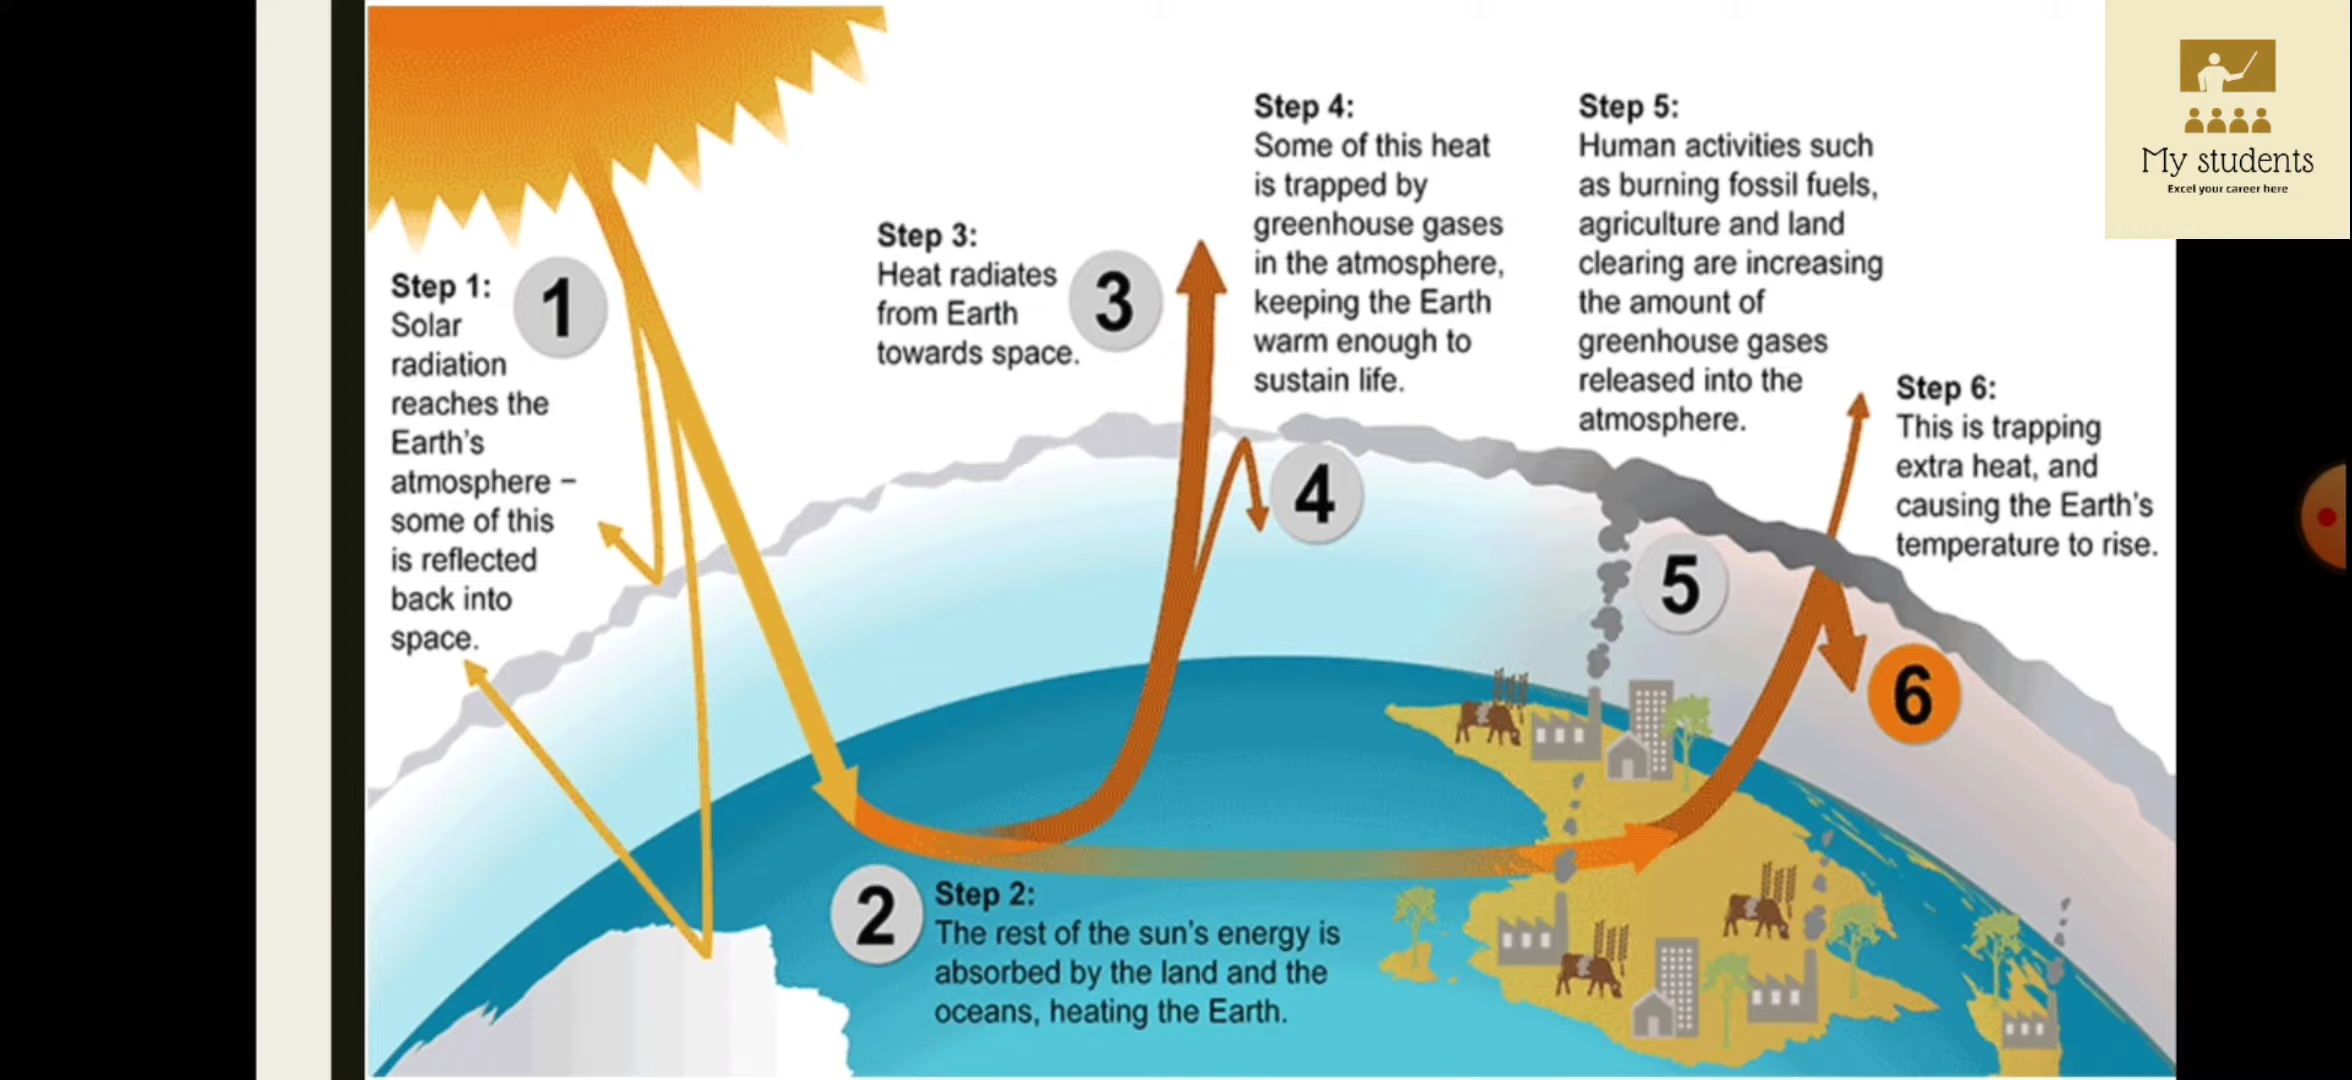 Step 1:
Solar
radiation
reaches the
Earth's
atmosphere –
some of this
is reflected
back into
space.
1
2
Step 2:
The rest of the sun's energy is
absorbed by the land and the
oceans, heating the Earth.
Step 3:
Heat radiates
from Earth
towards space.
3
Step 4:
Some of this heat
is trapped by
greenhouse gases
in the atmosphere,
keeping the Earth
warm enough to
sustain life.
4
Step 5:
Human activities such
as burning fossil fuels,
agriculture and land
clearing are increasing
the amount of
greenhouse gases
released into the
atmosphere.
5
Step 6:
This is trapping
extra heat, and
causing the Earth's
temperature to rise.
6
My students
Excel your career here